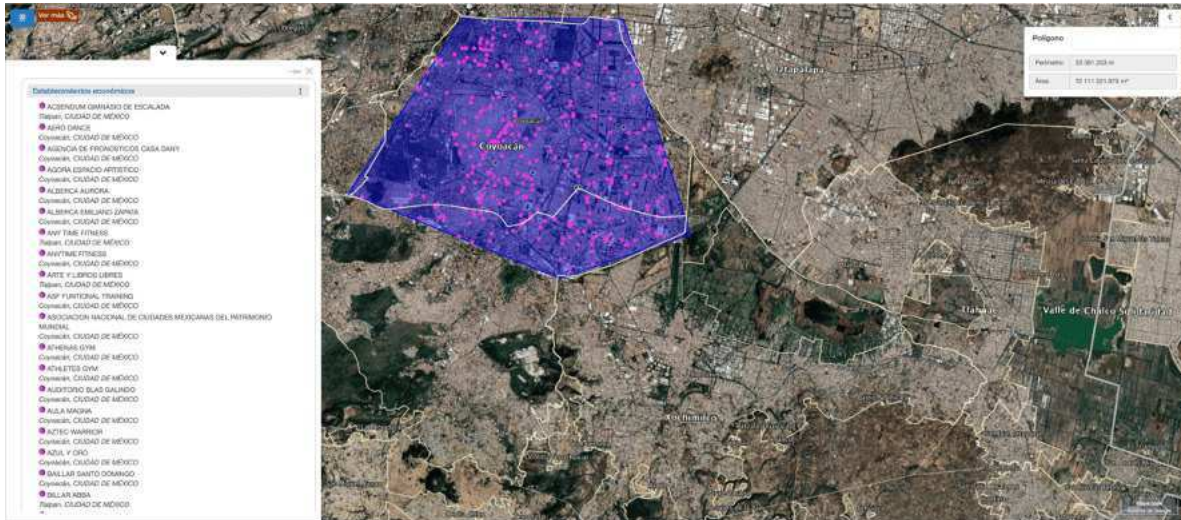 Ver más
Establecimientos económicos
ACSENDUM GIMNASIO DE ESCALADA
Tlalpan, CIUDAD DE MÉXICO
AERO DANCE
Coyoacán, CIUDAD DE MÉXICO
AGENCIA DE PRONOSTICOS CASA DANY
Coyoacán, CIUDAD DE MÉXICO
AGORA ESPACIO ARTISTICO
Coyoacán, CIUDAD DE MÉXICO
ALBERCA AURORA
Coyoacán, CIUDAD DE MÉXICO
ALBERCA EMILIANO ZAPATA
Coyoacán, CIUDAD DE MÉXICO
ANY TIME FITNESS
Tlalpan, CIUDAD DE MÉXICO
ANYTIME FITNESS
Coyoacán, CIUDAD DE MÉXICO
ARTE Y LIBROS LIBRES
Tlalpan, CIUDAD DE MÉXICO
ASF FUNTIONAL TRAINING
Coyoacán, CIUDAD DE MÉXICO
ASOCIACION NACIONAL DE CIUDADES MEXICANAS DEL PATRIMONIO
MUNDIAL
Coyoacán, CIUDAD DE MÉXICO
ATHENAS GYM
Coyoacán, CIUDAD DE MÉXICO
ATHLETES GYM
Coyoacán, CIUDAD DE MÉXICO
AUDITORIO BLAS GALINDO
Coyoacán, CIUDAD DE MÉXICO
AULA MAGNA
Coyoacán, CIUDAD DE MÉXICO
AZTEC WARRIOR
Coyoacán, CIUDAD DE MÉXICO
AZUL Y ORO
Coyoacán, CIUDAD DE MÉXICO
BAILLAR SANTO DOMINGO
Coyoacán, CIUDAD DE MÉXICO
BILLAR ABBA
Tlalpan, CIUDAD DE MÉXICO
Coyoacán
Iztapalapa
Tláhuac
Valle de Chalco Solidaridad
Xochimilco
Polígono
Perímetro:
Área: